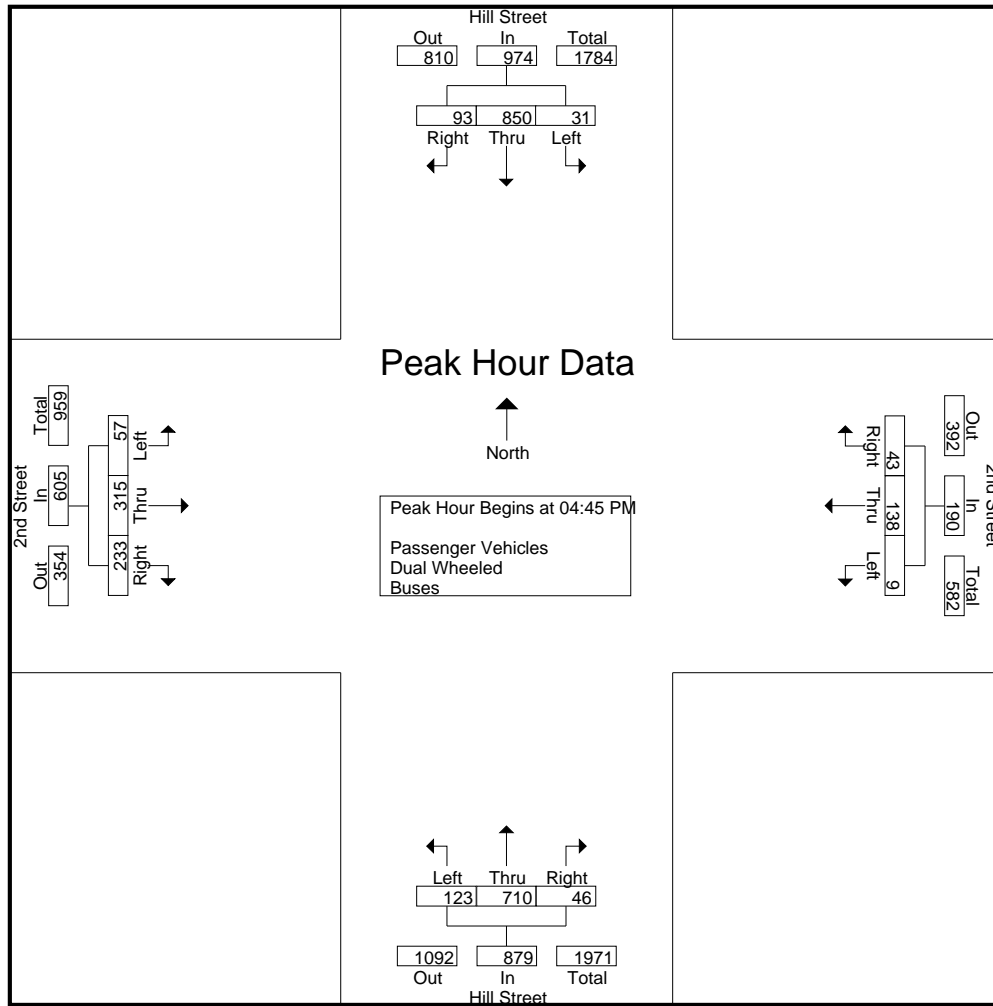 Hill Street
Out In Total
810 974 1784
93 850 31
Right Thru Left
Peak Hour Data
North
Peak Hour Begins at 04:45 PM
Passenger Vehicles
Dual Wheeled
Buses
2nd Street
Total In Out
959 605 354
57 315 233
Left Thru Right
2nd Street
Out In Total
392 190 582
43 138 9
Right Thru Left
Left Thru Right
123 710 46
1092 879 1971
Out In Total
Hill Street